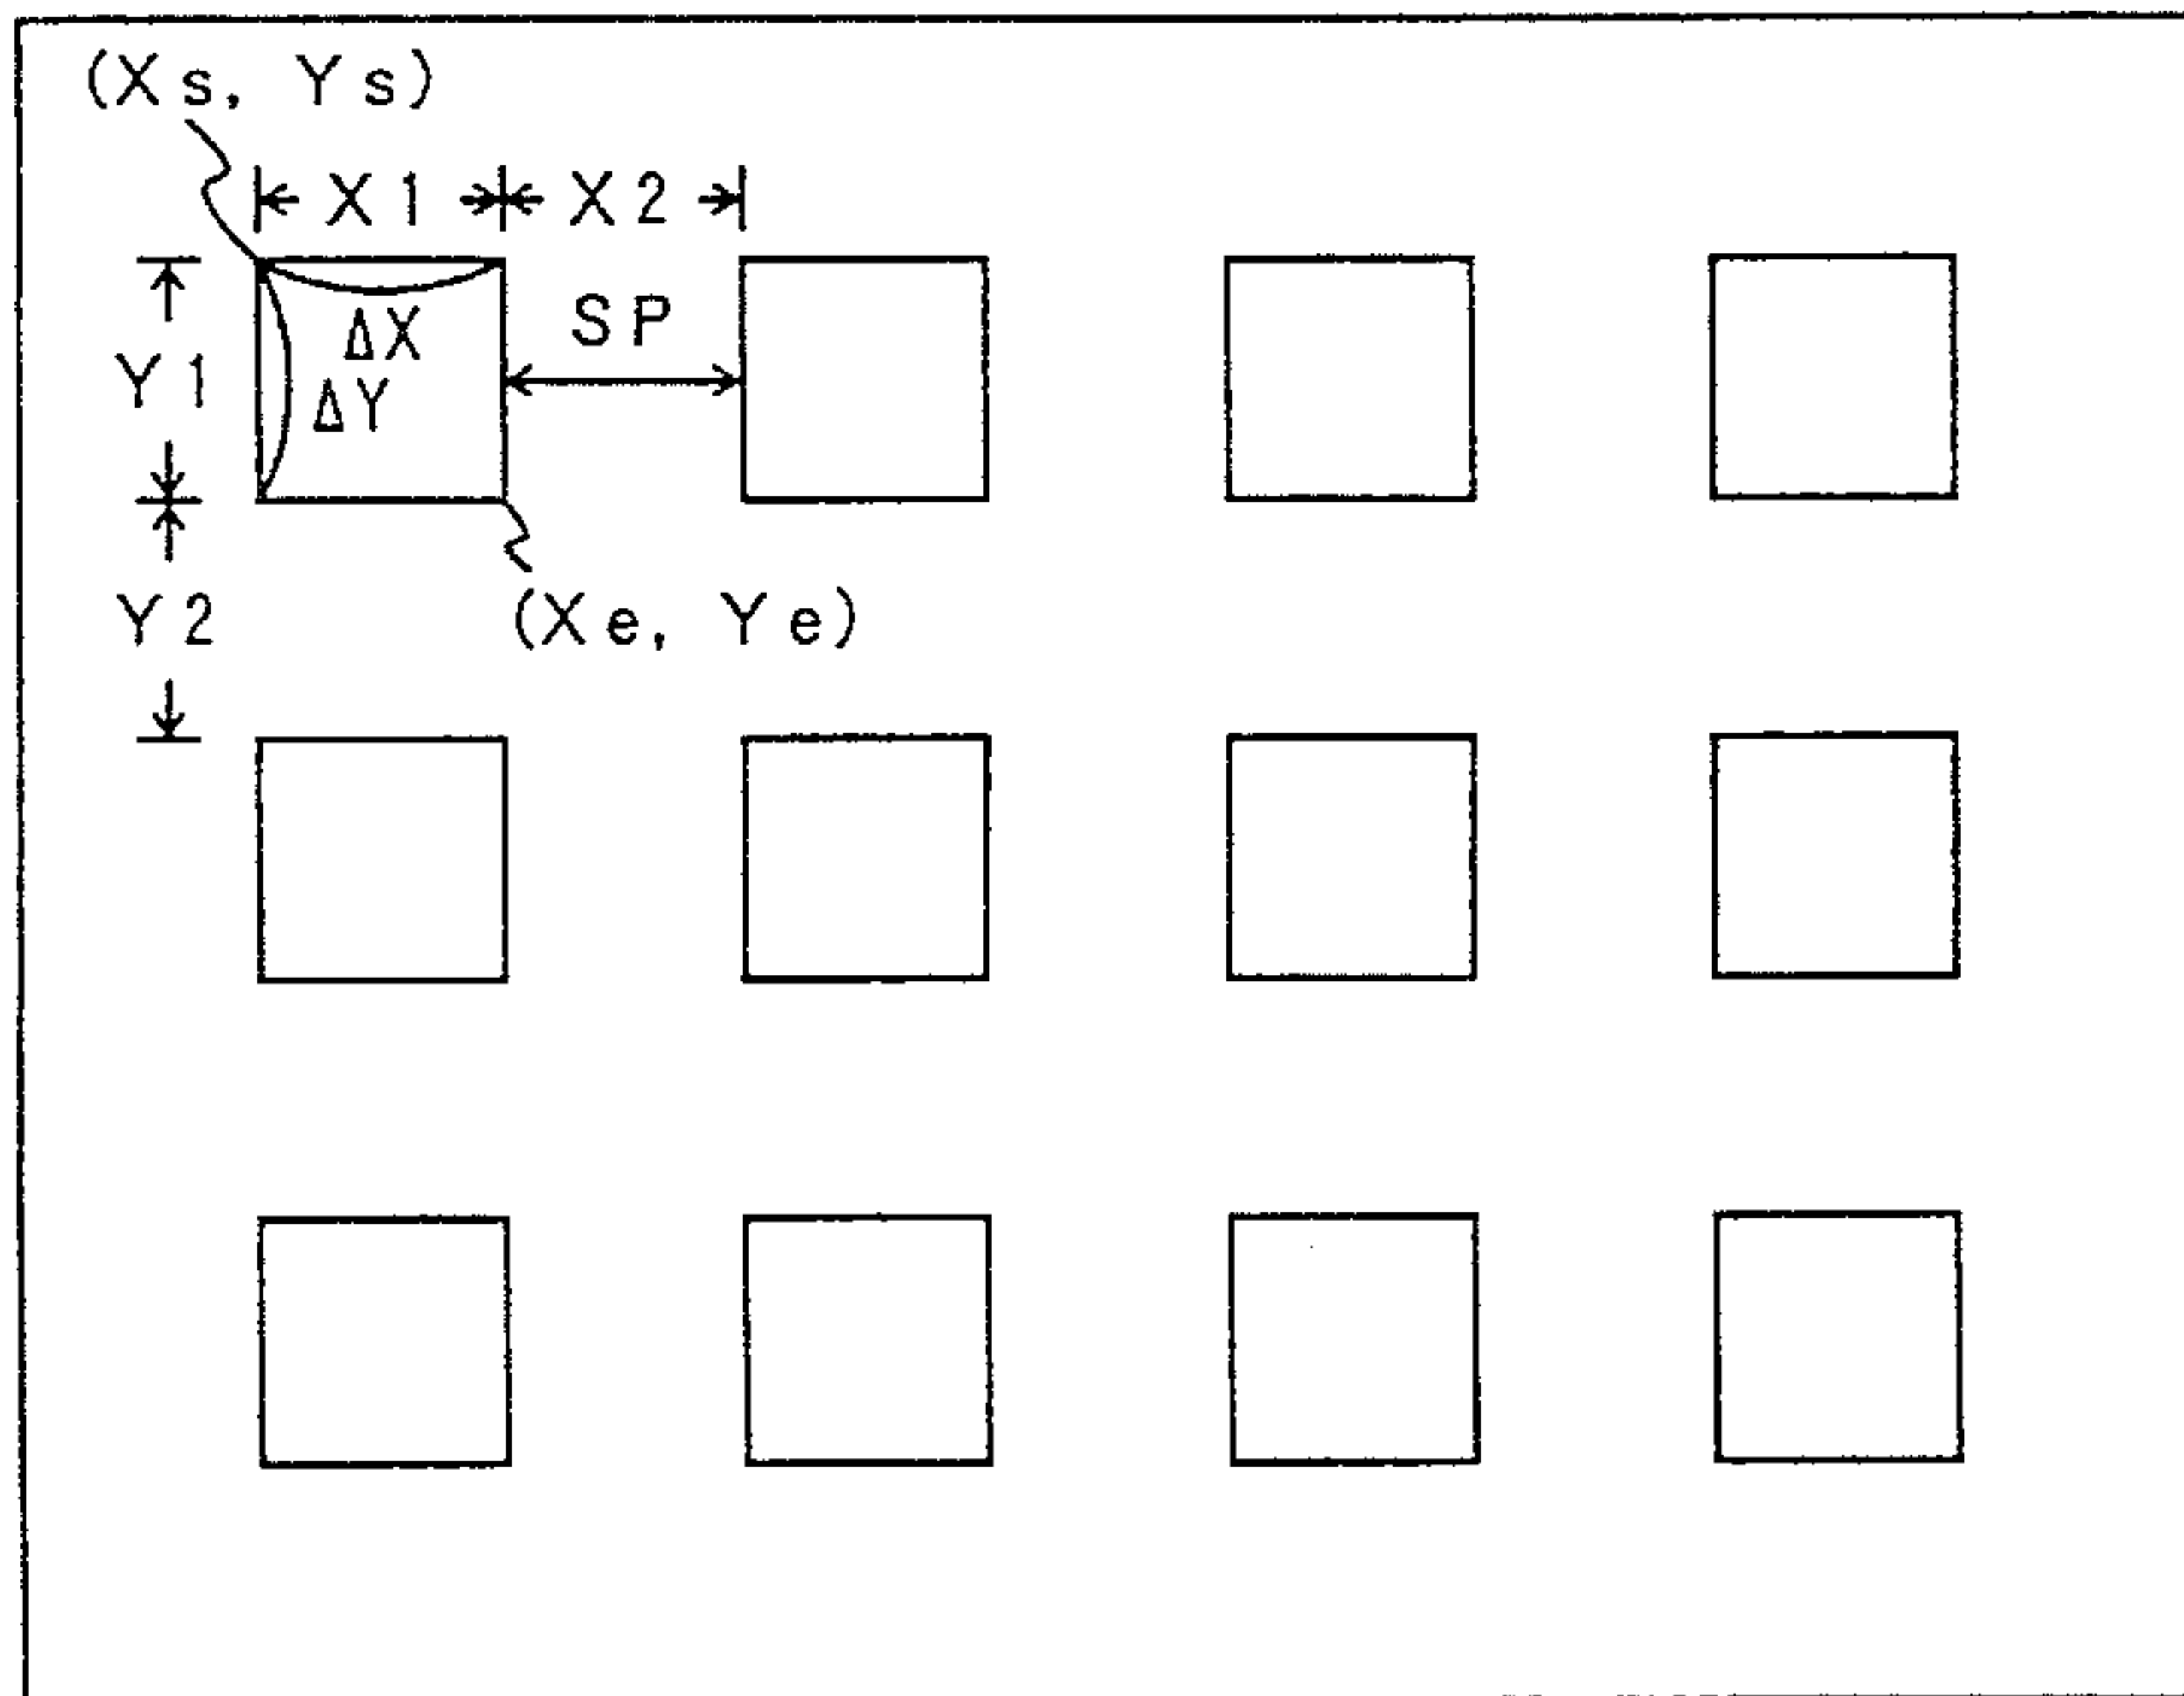 (Xs, Ys)
X1 X2
SP
ΔX
Y1
ΔY
Y2
(Xe, Ye)